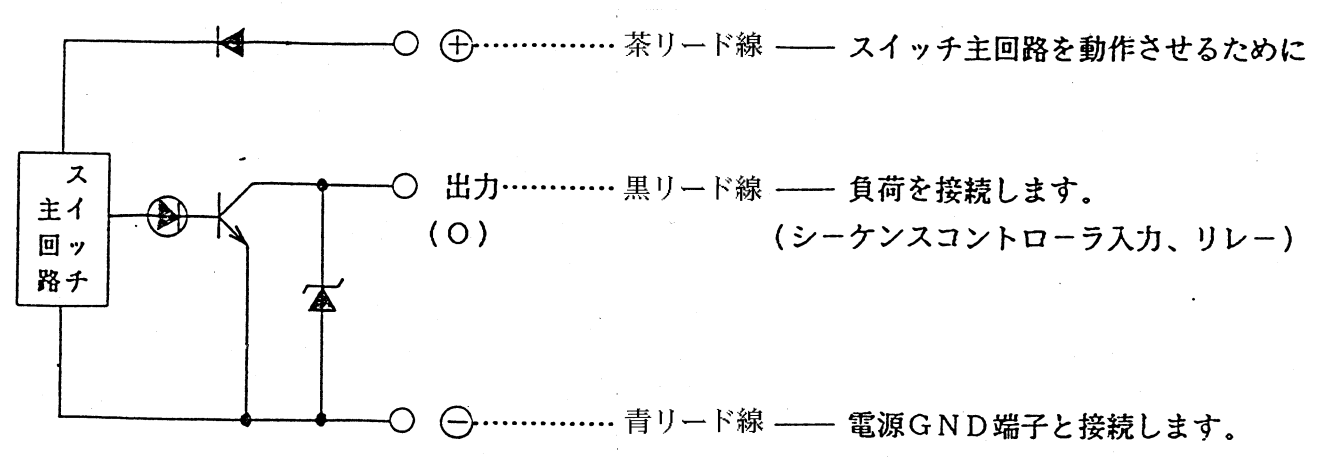 ⊕‥‥‥‥‥茶リード線 ―― スイッチ主回路を動作させるために
スイッチ
主回路
出力‥‥‥‥黒リード線 ―― 負荷を接続します。
(O)
(シーケンスコントローラ入力、リレー)
⊖‥‥‥‥‥青リード線 ―― 電源GND端子と接続します。